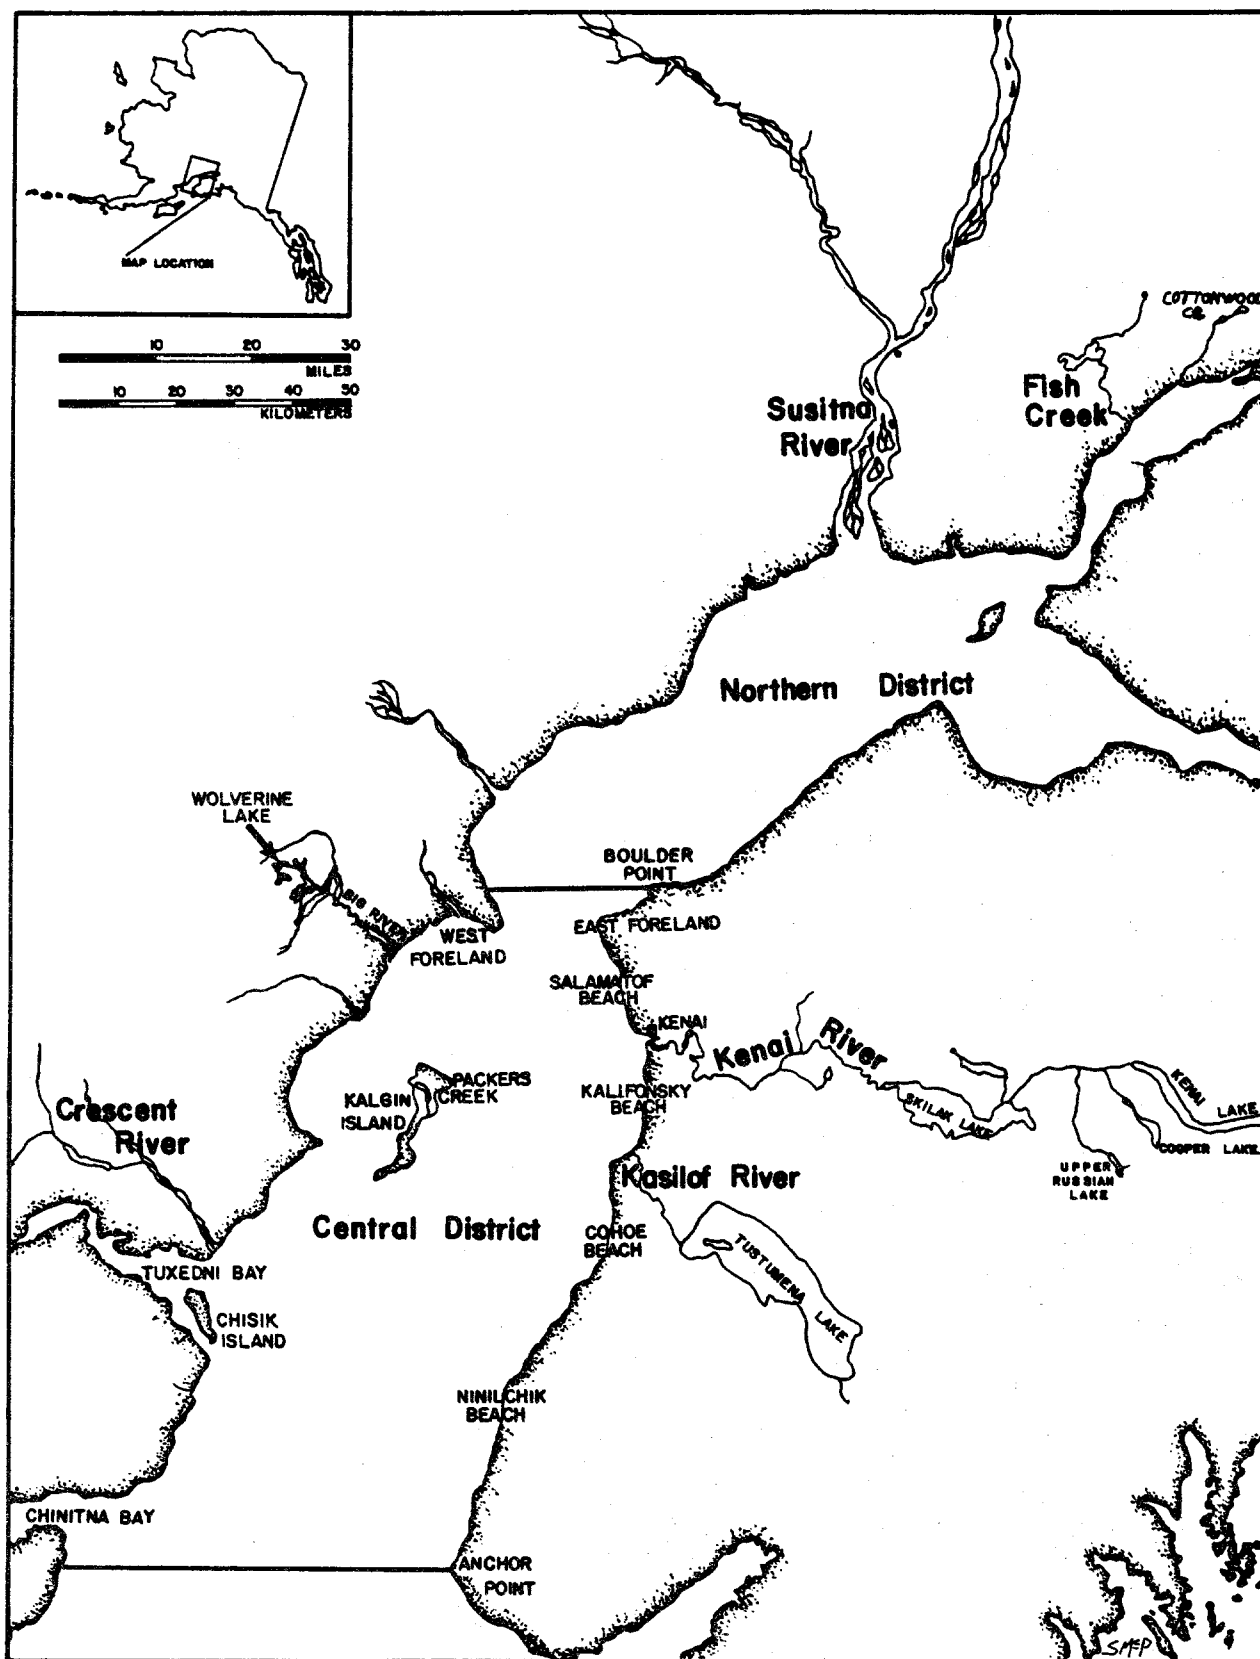 MAP LOCATION
10 20 30
MILES
10 20 30 40 50
KILOMETERS
COTTONWOOD
CR
Fish
Creek
Susitna
River
Northern District
WOLVERINE
LAKE
BIG RIVER
BOULDER
POINT
WEST
FORELAND
EAST FORELAND
SALAMATOF
BEACH
KENAI
Kenai River
PACKERS
CREEK
KALGIN
ISLAND
KALIFONSKY
BEACH
SKILAK LAKE
KENAI LAKE
COOPER LAKE
UPPER
RUSSIAN
LAKE
Crescent
River
Kasilof River
Central District
COHOE
BEACH
TUSTUMENA LAKE
TUXEDNI BAY
CHISIK
ISLAND
NINILCHIK
BEACH
CHINITNA BAY
ANCHOR
POINT
SMcP